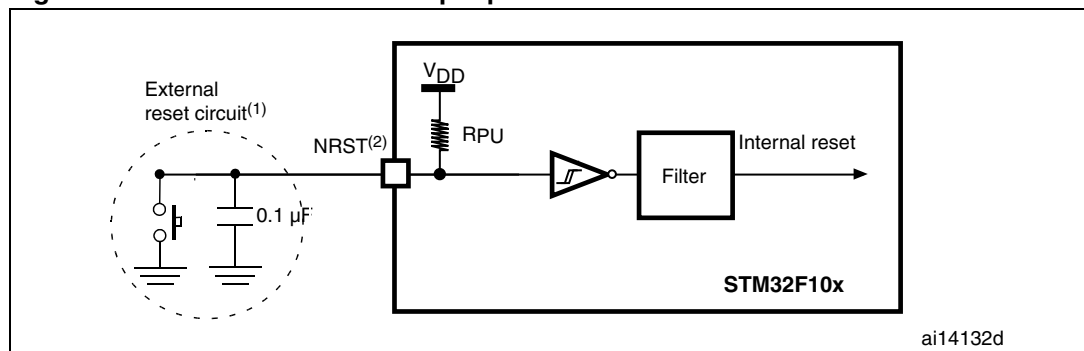 External
reset circuit(1)
NRST(2)
VDD
RPU
0.1 µF
Filter
Internal reset
STM32F10x
ai14132d